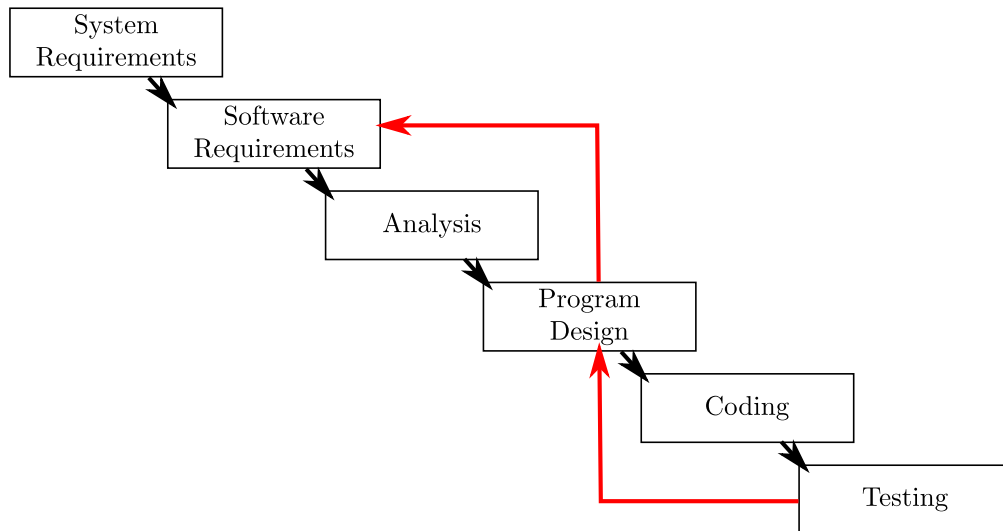 System
Requirements
Software
Requirements
Analysis
Program
Design
Coding
Testing